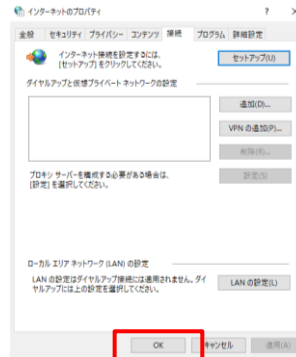 インターネットのプロパティ
?
×
全般 セキュリティ プライバシー コンテンツ 接続 プログラム 詳細設定
インターネット接続を設定するには、
[セットアップ] をクリックしてください。
セットアップ(U)
ダイヤルアップと仮想プライベート ネットワークの設定
追加(D)...
VPN の追加(P)...
削除(R)...
プロキシ サーバーを構成する必要がある場合は、
[設定] を選択してください。
設定(S)
ローカル エリア ネットワーク (LAN) の設定
LAN の設定はダイヤルアップ接続には適用されません。ダイ
ヤルアップには上の設定を選択してください。
LAN の設定(L)
OK
キャンセル
適用(A)